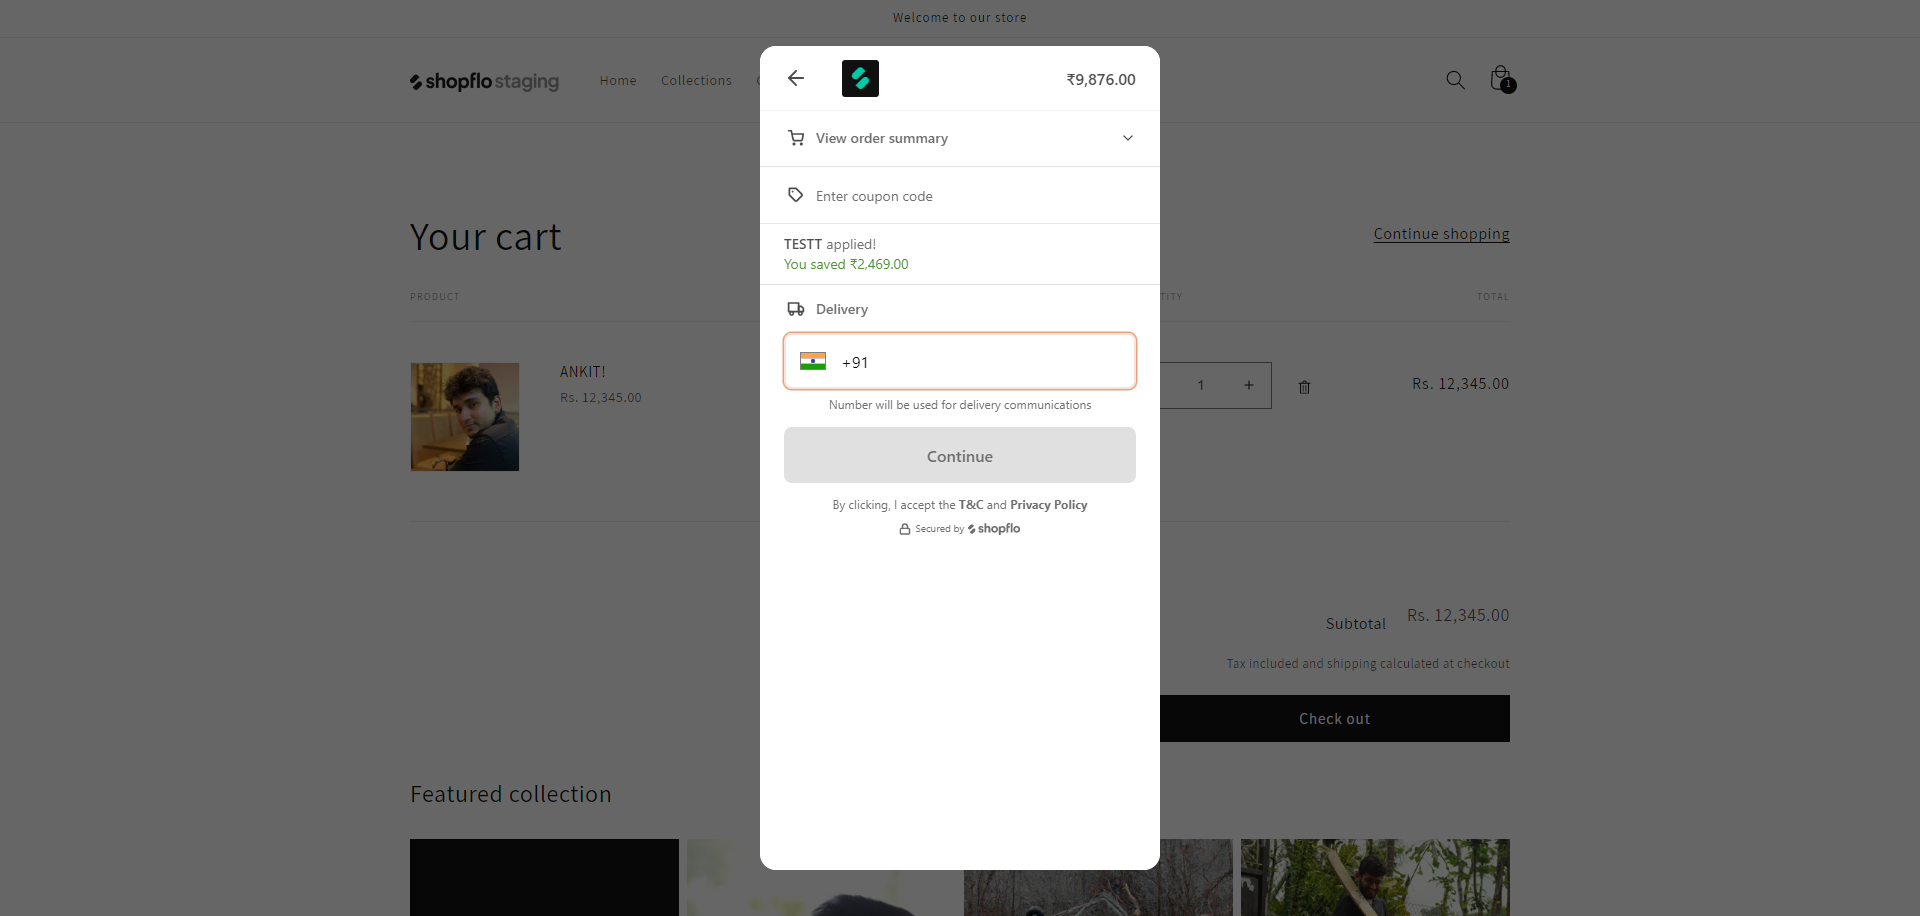 Welcome to our store
shopflo staging
Home Collections
1
₹9,876.00
View order summary
Enter coupon code
TESTT applied!
You saved ₹2,469.00
Delivery
+91
Number will be used for delivery communications
Continue
By clicking, I accept the T&C and Privacy Policy
Secured by shopflo
Your cart
Continue shopping
PRODUCT
TOTAL
ANKIT!
Rs. 12,345.00
1 +
Rs. 12,345.00
Subtotal Rs. 12,345.00
Tax included and shipping calculated at checkout
Check out
Featured collection